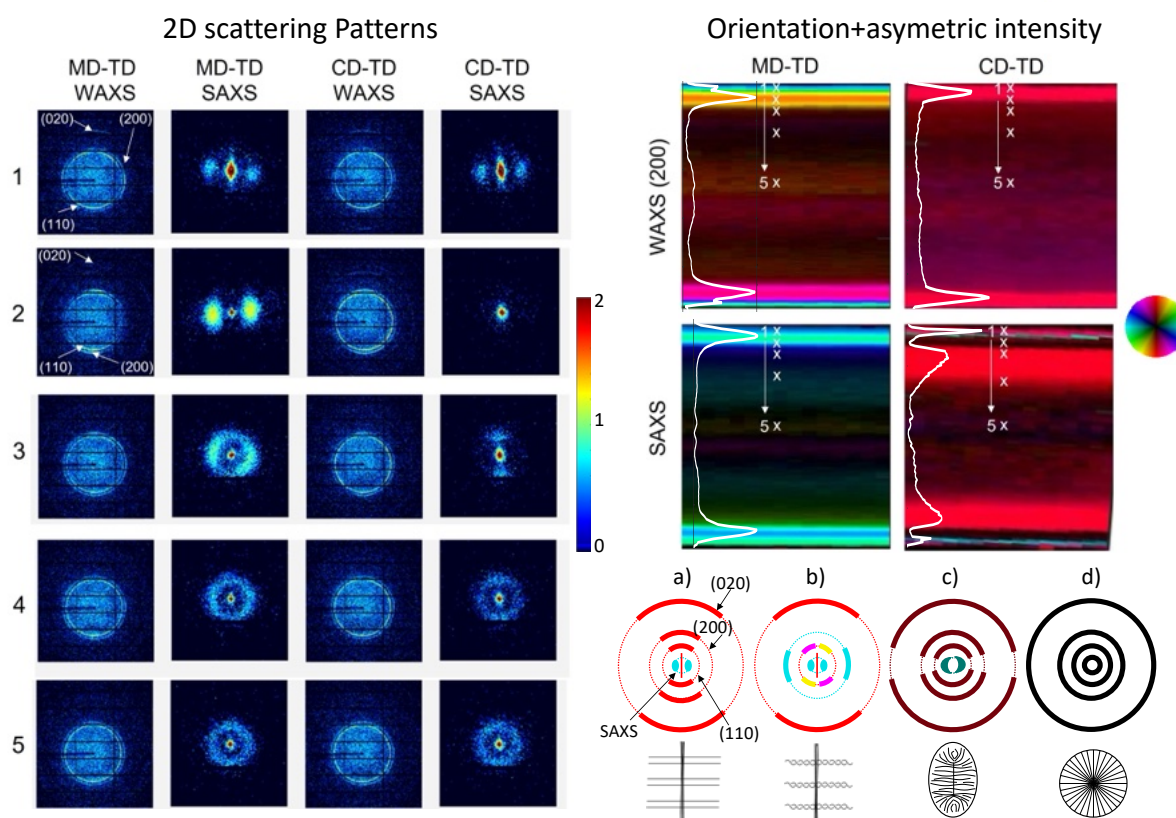 2D scattering Patterns
MD-TD WAXS
MD-TD SAXS
CD-TD WAXS
CD-TD SAXS
1
(020)
(200)
(110)
2
(020)
(110)
(200)
3
4
5
2
1
0
Orientation+asymetric intensity
MD-TD
CD-TD
WAXS (200)
1 x
x
x
x
5 x
1 x
x
x
x
5 x
SAXS
1 x
x
x
x
5 x
1 x
x
x
x
5 x
a)
b)
c)
d)
(020)
(200)
SAXS
(110)